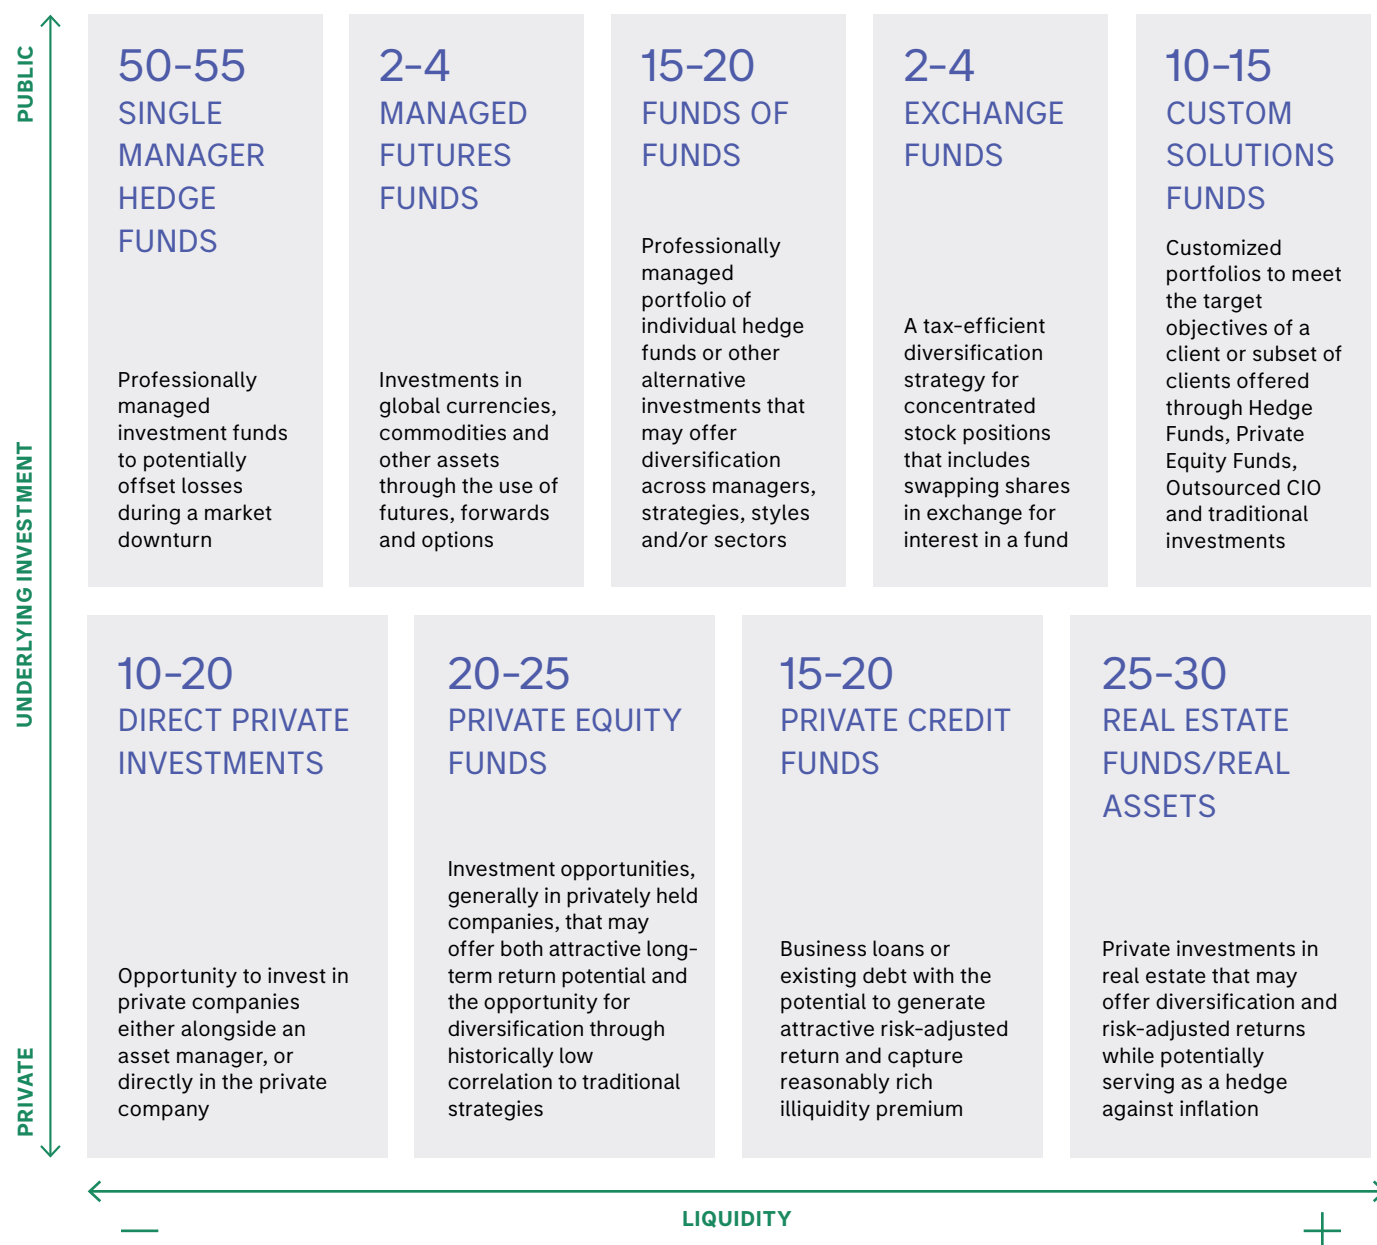 PUBLIC
UNDERLYING INVESTMENT
PRIVATE
50–55
SINGLE
MANAGER
HEDGE
FUNDS
Professionally
managed
investment funds
to potentially
offset losses
during a market
downturn
2–4
MANAGED
FUTURES
FUNDS
Investments in
global currencies,
commodities and
other assets
through the use of
futures, forwards
and options
15–20
FUNDS OF
FUNDS
Professionally
managed
portfolio of
individual hedge
funds or other
alternative
investments that
may offer
diversification
across managers,
strategies, styles
and/or sectors
2–4
EXCHANGE
FUNDS
A tax-efficient
diversification
strategy for
concentrated
stock positions
that includes
swapping shares
in exchange for
interest in a fund
10–15
CUSTOM
SOLUTIONS
FUNDS
Customized
portfolios to meet
the target
objectives of a
client or subset of
clients offered
through Hedge
Funds, Private
Equity Funds,
Outsourced CIO
and traditional
investments
10–20
DIRECT PRIVATE
INVESTMENTS
Opportunity to invest in
private companies
either alongside an
asset manager, or
directly in the private
company
20–25
PRIVATE EQUITY
FUNDS
Investment opportunities,
generally in privately held
companies, that may
offer both attractive long-
term return potential and
the opportunity for
diversification through
historically low
correlation to traditional
strategies
15–20
PRIVATE CREDIT
FUNDS
Business loans or
existing debt with the
potential to generate
attractive risk-adjusted
return and capture
reasonably rich
illiquidity premium
25–30
REAL ESTATE
FUNDS/REAL
ASSETS
Private investments in
real estate that may
offer diversification and
risk-adjusted returns
while potentially
serving as a hedge
against inflation
— LIQUIDITY +